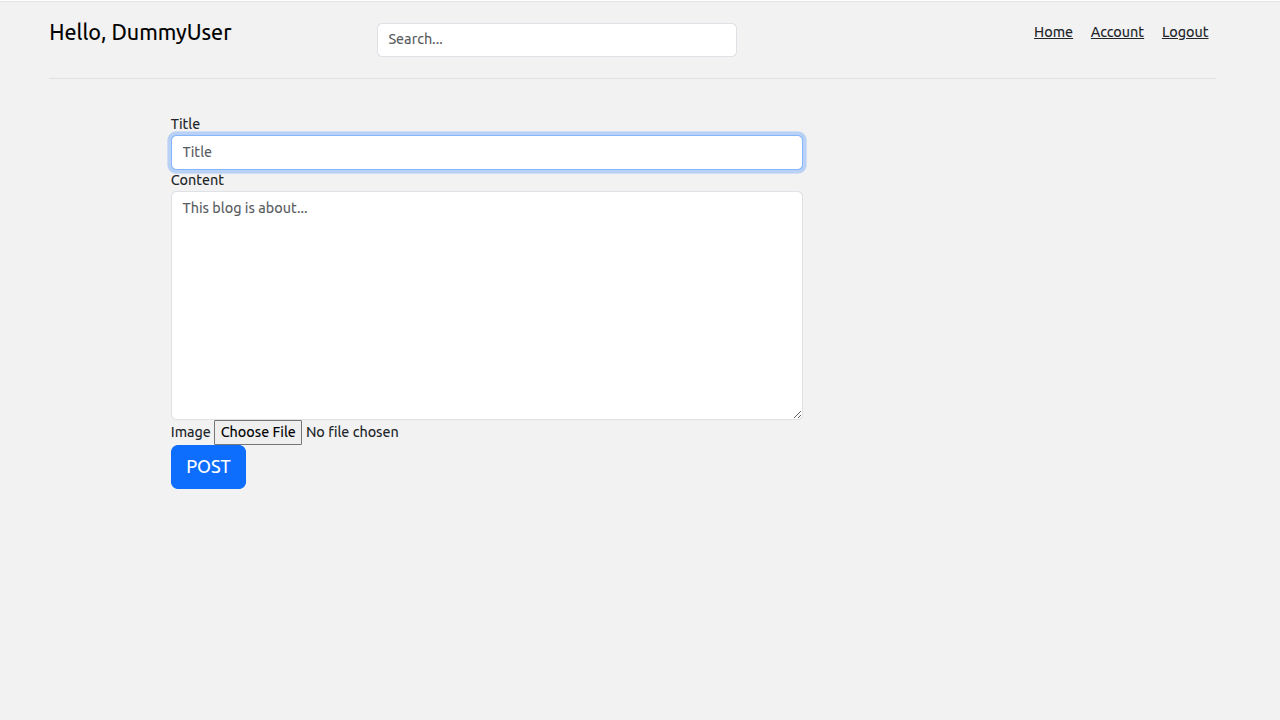 Hello, DummyUser
Search...
Home Account Logout
Title
Title
Content
This blog is about...
Image Choose File No file chosen
POST